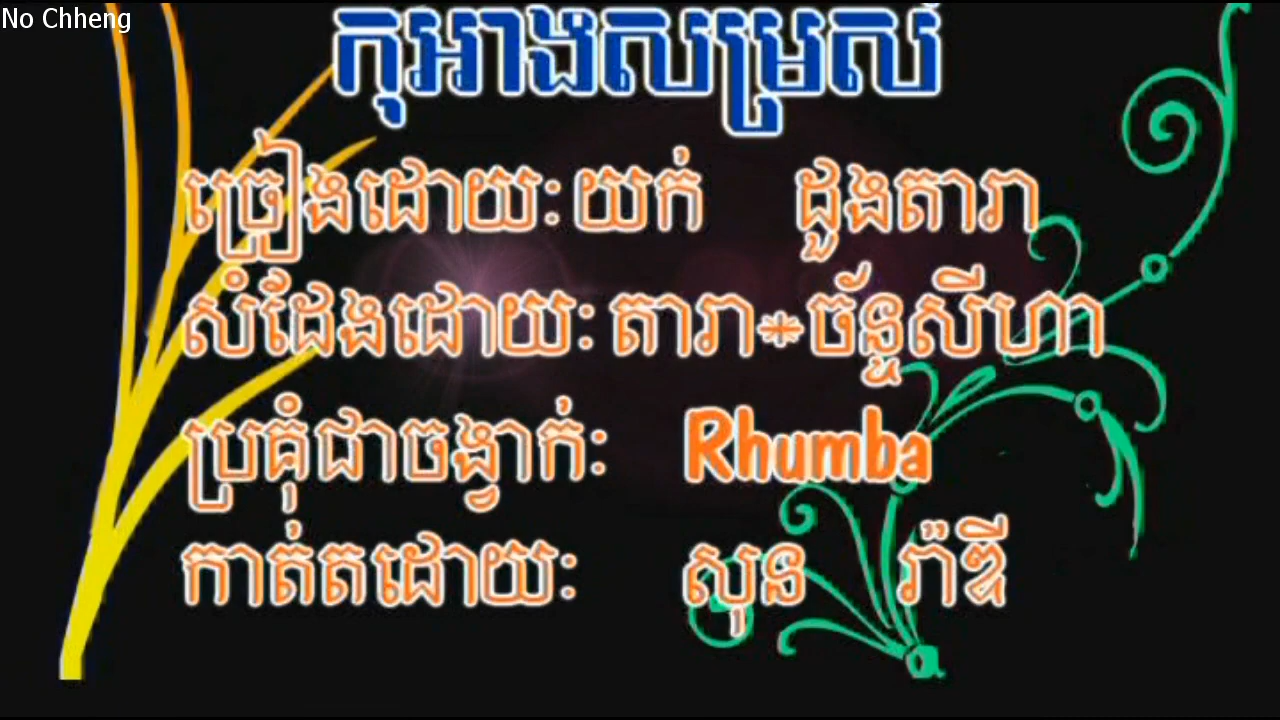 No Chheng
កុអាងសម្រស់
ច្រៀងដោយៈ យក់ ដួងតារា
សំដែងដោយៈ តារា*ច័ន្ទសីហា
ប្រគុំជាចង្វាក់ៈ Rhumba
កាត់តដោយៈ សុន រ៉ាឌី